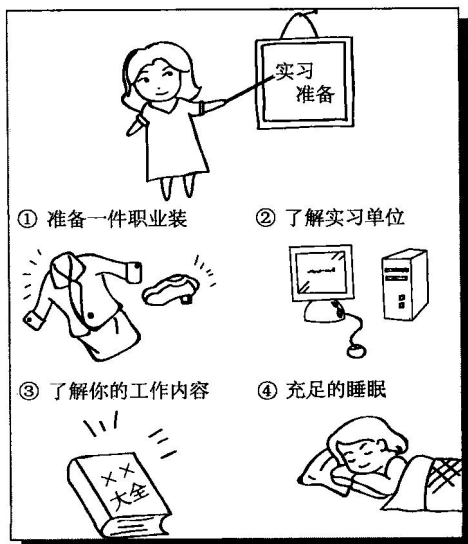 实习
准备
① 准备一件职业装
② 了解实习单位
③ 了解你的工作内容
④ 充足的睡眠
××
大全